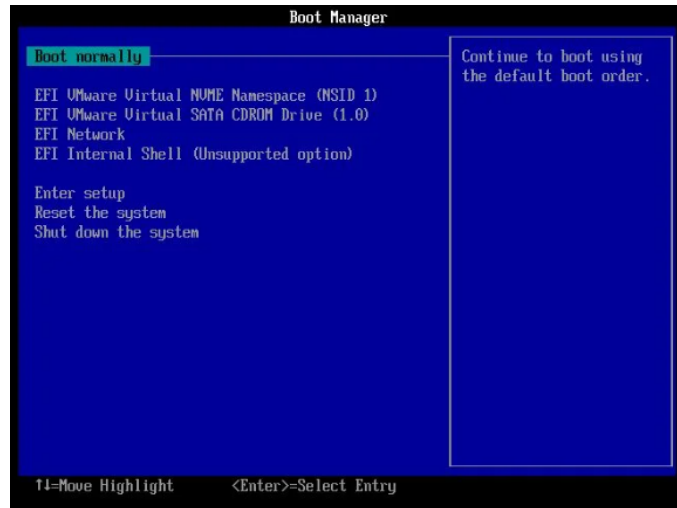 Boot Manager
Boot normally
Continue to boot using
the default boot order.
EFI VMware Virtual NVME Namespace (NSID 1)
EFI VMware Virtual SATA CDROM Drive (1.0)
EFI Network
EFI Internal Shell (Unsupported option)
Enter setup
Reset the system
Shut down the system
↑↓=Move Highlight <Enter>=Select Entry